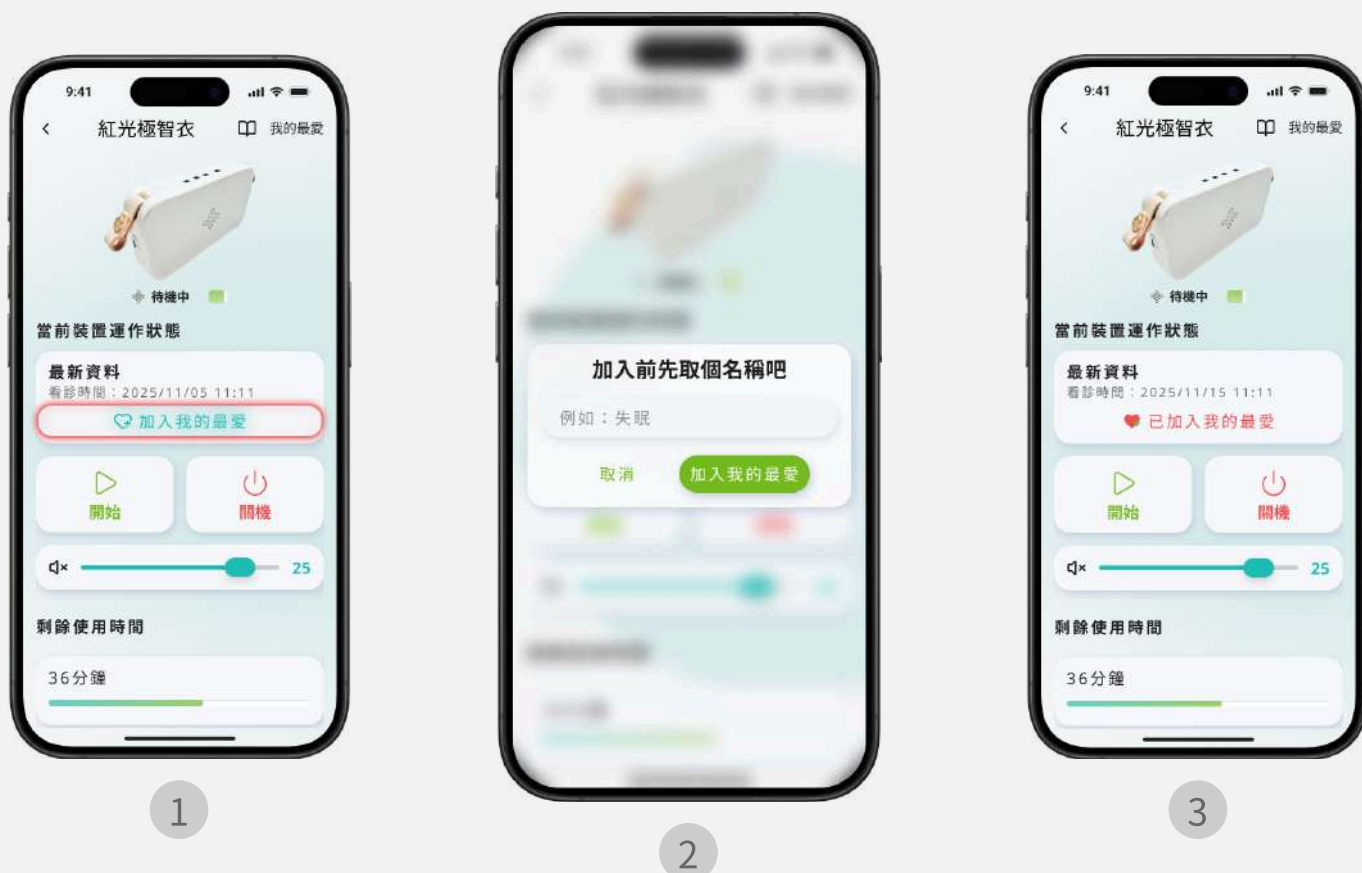 9:41
紅光極智衣 我的最愛
待機中
當前裝置運作狀態
最新資料
看診時間：2025/11/05 11:11
加入我的最愛
開始 關機
25
剩餘使用時間
36分鐘
1
加入前先取個名稱吧
例如：失眠
取消 加入我的最愛
2
9:41
紅光極智衣 我的最愛
待機中
當前裝置運作狀態
最新資料
看診時間：2025/11/15 11:11
已加入我的最愛
開始 關機
25
剩餘使用時間
36分鐘
3